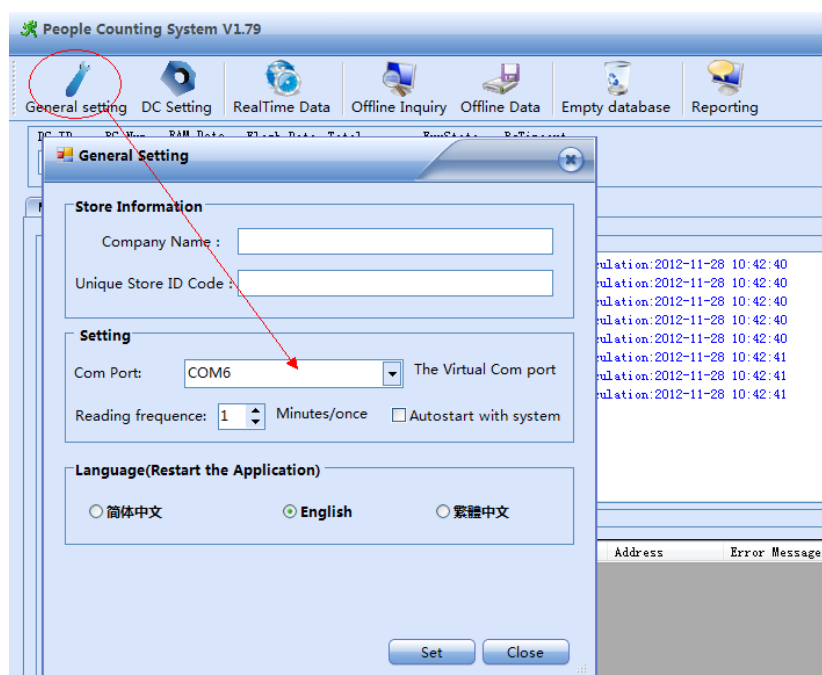 People Counting System V1.79
General setting DC Setting RealTime Data Offline Inquiry Offline Data Empty database Reporting
General Setting
Store Information
Company Name :
Unique Store ID Code :
ulation:2012-11-28 10:42:40
ulation:2012-11-28 10:42:40
ulation:2012-11-28 10:42:40
ulation:2012-11-28 10:42:40
ulation:2012-11-28 10:42:40
ulation:2012-11-28 10:42:41
ulation:2012-11-28 10:42:41
ulation:2012-11-28 10:42:41
Setting
Com Port: COM6 The Virtual Com port
Reading frequence: 1 Minutes/once Autostart with system
Language(Restart the Application)
简体中文 English 繁體中文
Address Error Message
Set Close